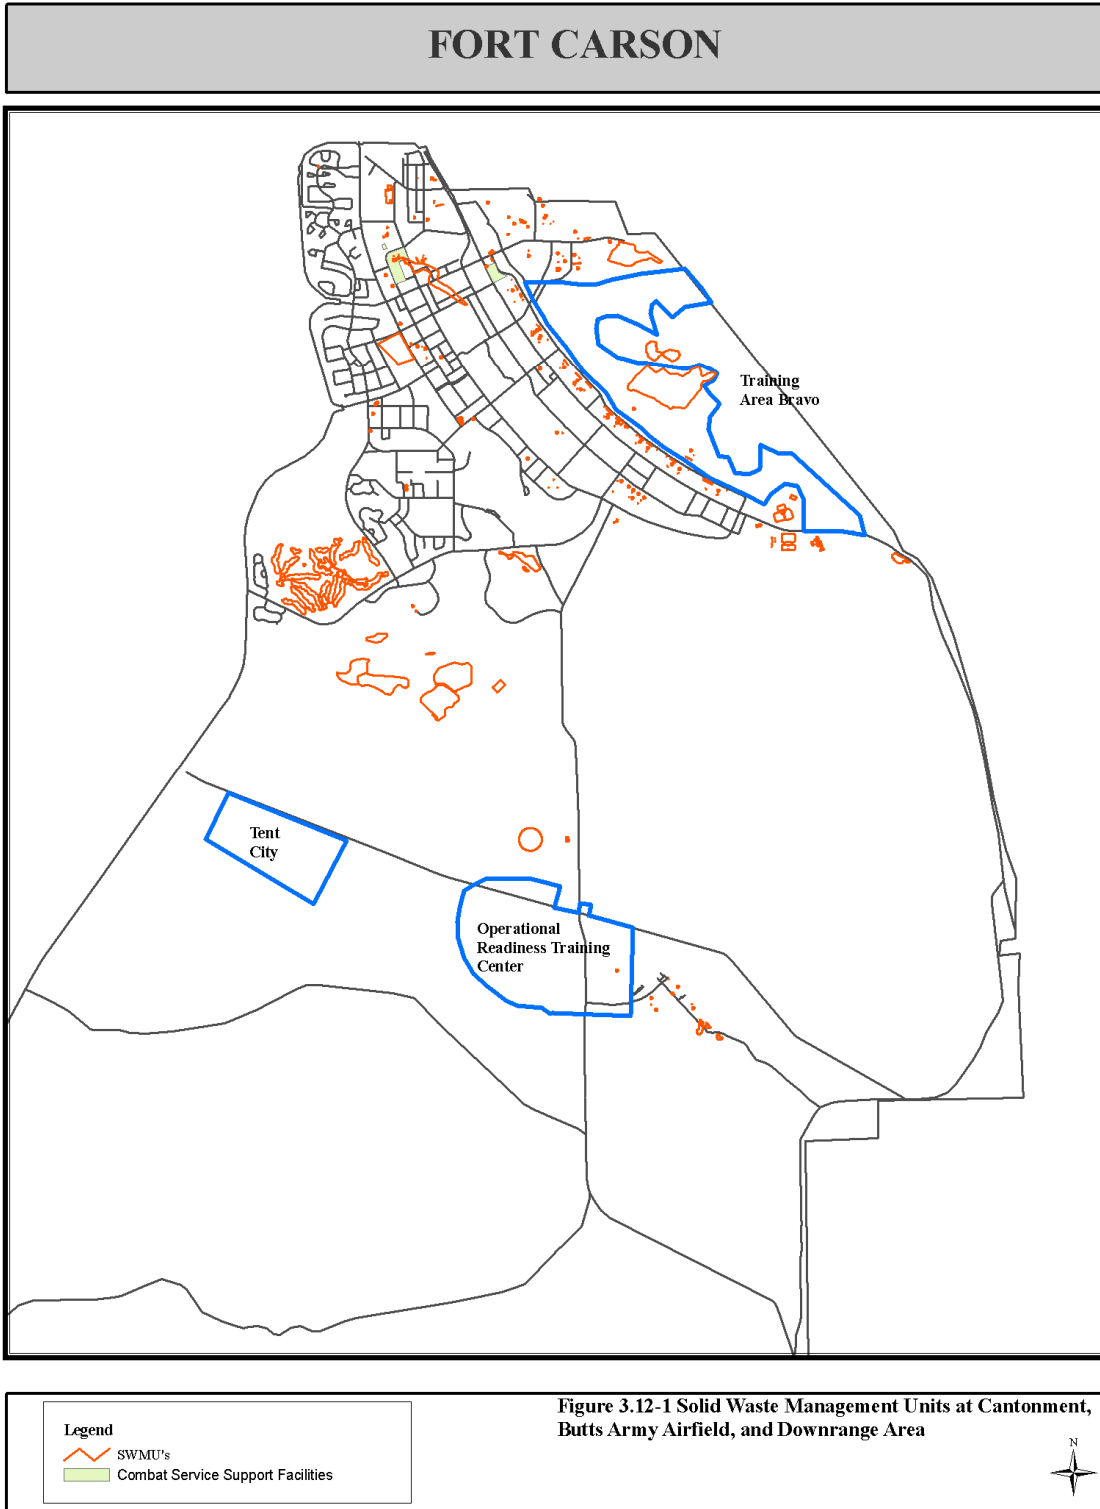 FORT CARSON
Training
Area Bravo
Tent
City
Operational
Readiness Training
Center
Legend
SWMU's
Combat Service Support Facilities
Figure 3.12-1 Solid Waste Management Units at Cantonment,
Butts Army Airfield, and Downrange Area
N